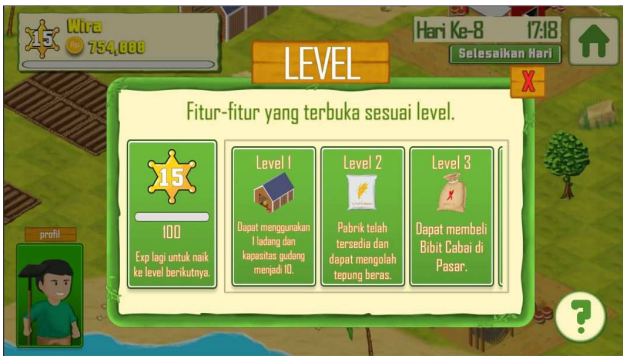 Wira
15
Rp 754,000
Hari Ke-8 17:18
Selesaikan Hari
LEVEL
X
Fitur-fitur yang terbuka sesuai level.
15
100
Exp lagi untuk naik
ke level berikutnya.
Level 1
Dapat menggunakan
1 ladang dan
kapasitas gudang
menjadi 10.
Level 2
Pabrik telah
tersedia dan
dapat mengolah
tepung beras.
Level 3
X
Dapat membeli
Bibit Cabai di
Pasar.
profil
?